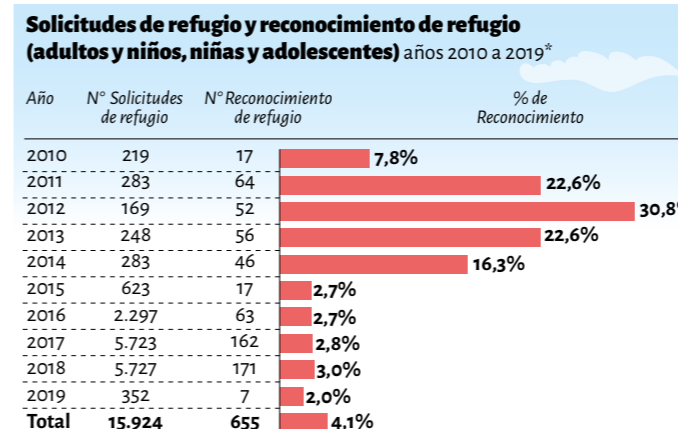 Solicitudes de refugio y reconocimiento de refugio
(adultos y niños, niñas y adolescentes) años 2010 a 2019*
Año N° Solicitudes de refugio N° Reconocimiento de refugio % de Reconocimiento
2010 219 17 7,8%
2011 283 64 22,6%
2012 169 52 30,8%
2013 248 56 22,6%
2014 283 46 16,3%
2015 623 17 2,7%
2016 2.297 63 2,7%
2017 5.723 162 2,8%
2018 5.727 171 3,0%
2019 352 7 2,0%
Total 15.924 655 4,1%